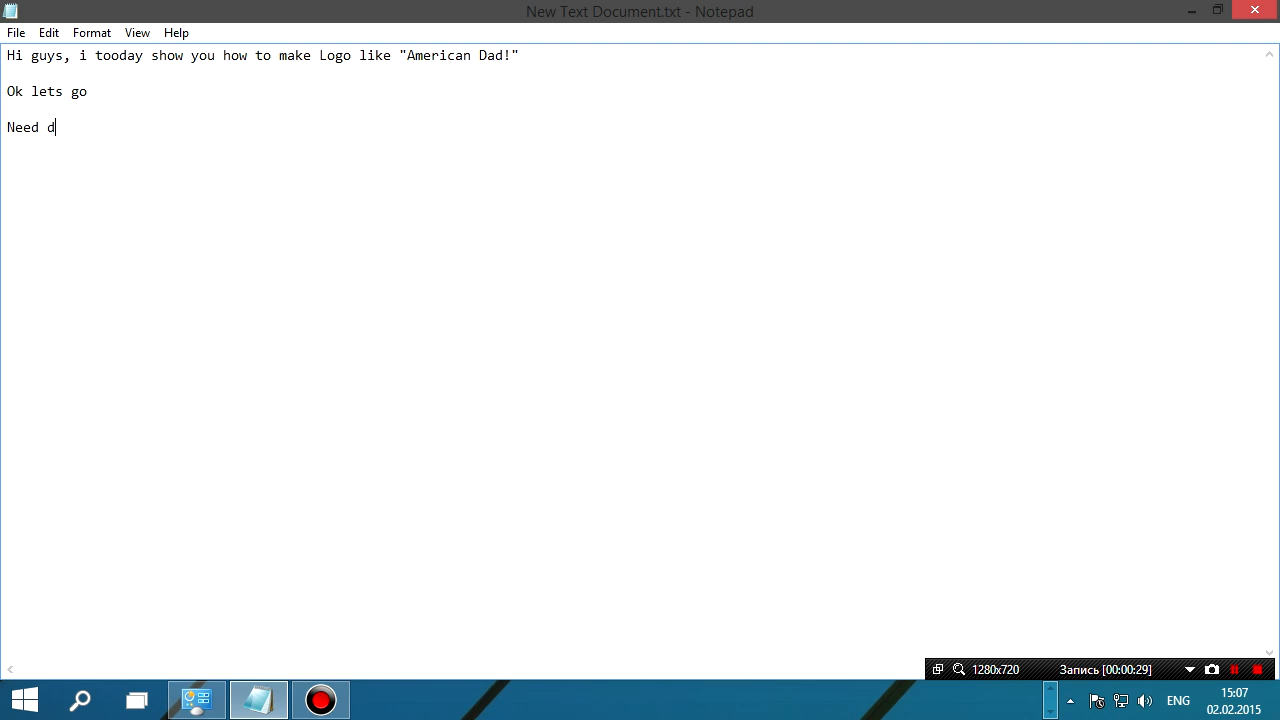 New Text Document.txt - Notepad
File Edit Format View Help
Hi guys, i tooday show you how to make Logo like "American Dad!"
Ok lets go
Need d
1280x720 Запись [00:00:29]
ENG
15:07
02.02.2015